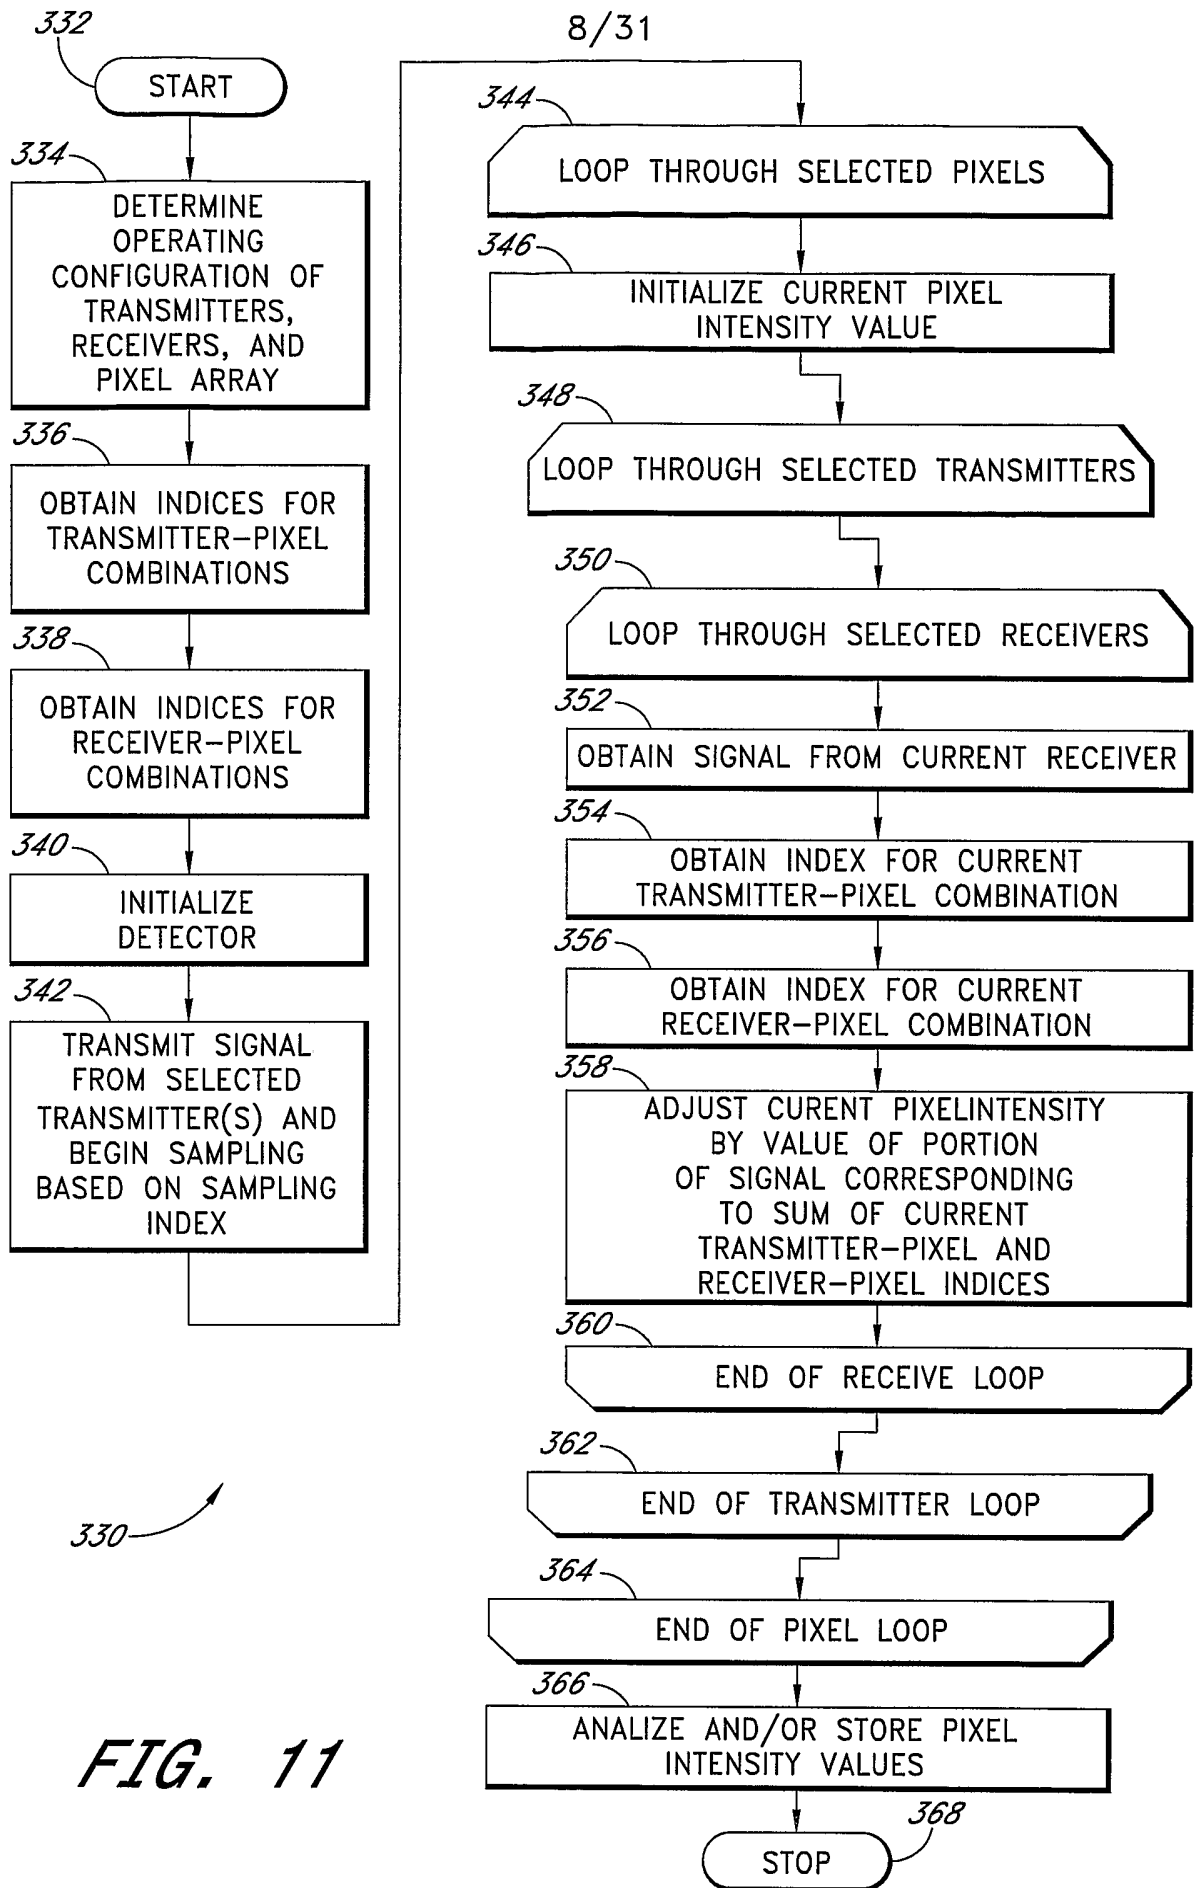 8/31
332
START
334
DETERMINE
OPERATING
CONFIGURATION OF
TRANSMITTERS,
RECEIVERS, AND
PIXEL ARRAY
336
OBTAIN INDICES FOR
TRANSMITTER-PIXEL
COMBINATIONS
338
OBTAIN INDICES FOR
RECEIVER-PIXEL
COMBINATIONS
340
INITIALIZE
DETECTOR
342
TRANSMIT SIGNAL
FROM SELECTED
TRANSMITTER(S) AND
BEGIN SAMPLING
BASED ON SAMPLING
INDEX
344
LOOP THROUGH SELECTED PIXELS
346
INITIALIZE CURRENT PIXEL
INTENSITY VALUE
348
LOOP THROUGH SELECTED TRANSMITTERS
350
LOOP THROUGH SELECTED RECEIVERS
352
OBTAIN SIGNAL FROM CURRENT RECEIVER
354
OBTAIN INDEX FOR CURRENT
TRANSMITTER-PIXEL COMBINATION
356
OBTAIN INDEX FOR CURRENT
RECEIVER-PIXEL COMBINATION
358
ADJUST CURENT PIXELINTENSITY
BY VALUE OF PORTION
OF SIGNAL CORRESPONDING
TO SUM OF CURRENT
TRANSMITTER-PIXEL AND
RECEIVER-PIXEL INDICES
360
END OF RECEIVE LOOP
362
END OF TRANSMITTER LOOP
364
END OF PIXEL LOOP
366
ANALIZE AND/OR STORE PIXEL
INTENSITY VALUES
368
STOP
330
FIG. 11